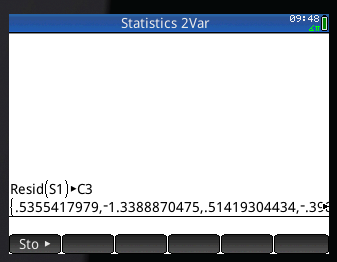 Statistics 2Var
09:48
Resid(S1)▶C3
{.5355417979,-1.3388870475,.51419304434,-.39
Sto ▶